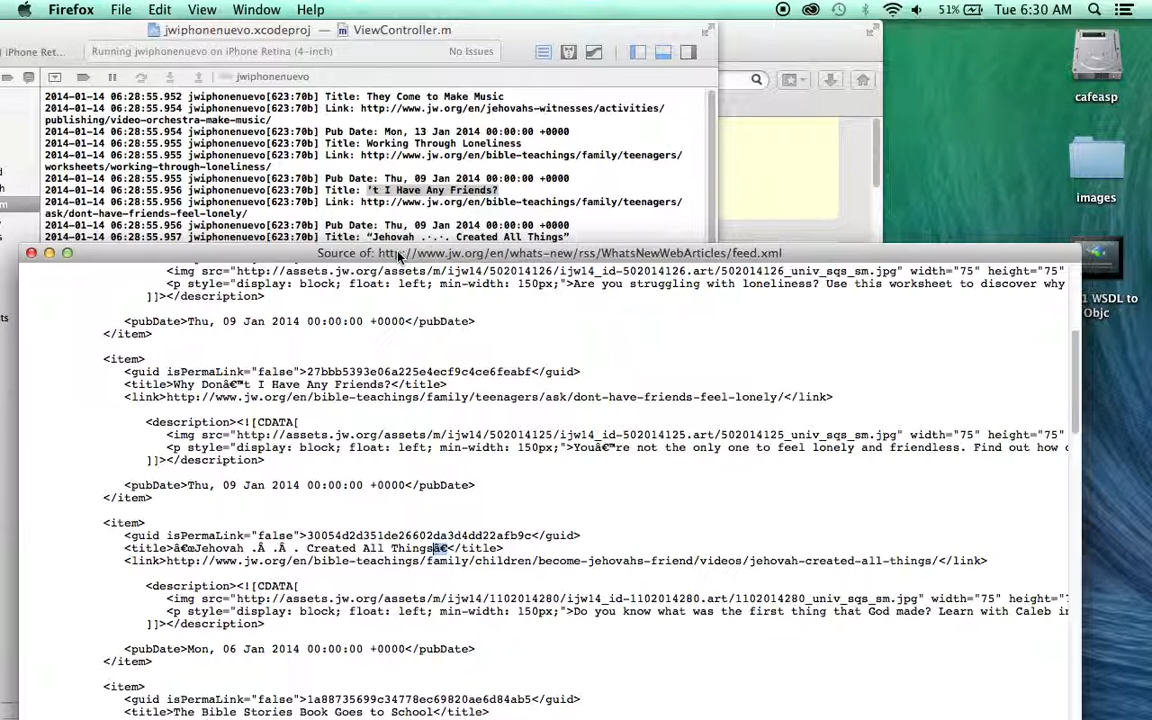 Firefox File Edit View Window Help 51% Tue 6:30 AM
jwiphonenuevo.xcodeproj — ViewController.m
iPhone Ret... Running jwiphonenuevo on iPhone Retina (4-inch) No Issues
jwiphonenuevo
2014-01-14 06:28:55.952 jwiphonenuevo[623:70b] Title: They Come to Make Music
2014-01-14 06:28:55.954 jwiphonenuevo[623:70b] Link: http://www.jw.org/en/jehovahs-witnesses/activities/
publishing/video-orchestra-make-music/
2014-01-14 06:28:55.954 jwiphonenuevo[623:70b] Pub Date: Mon, 13 Jan 2014 00:00:00 +0000
2014-01-14 06:28:55.955 jwiphonenuevo[623:70b] Title: Working Through Loneliness
2014-01-14 06:28:55.955 jwiphonenuevo[623:70b] Link: http://www.jw.org/en/bible-teachings/family/teenagers/
worksheets/working-through-loneliness/
2014-01-14 06:28:55.955 jwiphonenuevo[623:70b] Pub Date: Thu, 09 Jan 2014 00:00:00 +0000
2014-01-14 06:28:55.956 jwiphonenuevo[623:70b] Title: ’t I Have Any Friends?
2014-01-14 06:28:55.956 jwiphonenuevo[623:70b] Link: http://www.jw.org/en/bible-teachings/family/teenagers/
ask/dont-have-friends-feel-lonely/
2014-01-14 06:28:55.956 jwiphonenuevo[623:70b] Pub Date: Thu, 09 Jan 2014 00:00:00 +0000
2014-01-14 06:28:55.957 jwiphonenuevo[623:70b] Title: “Jehovah .·.·. Created All Things”
cafeasp
images
1 WSDL to
Objc
Source of: http://www.jw.org/en/whats-new/rss/WhatsNewWebArticles/feed.xml
<img src="http://assets.jw.org/assets/m/ijw14/502014126/ijw14_id-502014126.art/502014126_univ_sqs_sm.jpg" width="75" height="75"
<p style="display: block; float: left; min-width: 150px;">Are you struggling with loneliness? Use this worksheet to discover why
]]></description>
<pubDate>Thu, 09 Jan 2014 00:00:00 +0000</pubDate>
</item>
<item>
<guid isPermaLink="false">27bbb5393e06a225e4ecf9c4ce6feabf</guid>
<title>Why Donâ€™t I Have Any Friends?</title>
<link>http://www.jw.org/en/bible-teachings/family/teenagers/ask/dont-have-friends-feel-lonely/</link>
<description><![CDATA[
<img src="http://assets.jw.org/assets/m/ijw14/502014125/ijw14_id-502014125.art/502014125_univ_sqs_sm.jpg" width="75" height="75"
<p style="display: block; float: left; min-width: 150px;">Youâ€™re not the only one to feel lonely and friendless. Find out how
]]></description>
<pubDate>Thu, 09 Jan 2014 00:00:00 +0000</pubDate>
</item>
<item>
<guid isPermaLink="false">30054d2d351de26602da3d4dd22afb9c</guid>
<title>â€œJehovah .Â .Â . Created All Thingsâ€</title>
<link>http://www.jw.org/en/bible-teachings/family/children/become-jehovahs-friend/videos/jehovah-created-all-things/</link>
<description><![CDATA[
<img src="http://assets.jw.org/assets/m/ijw14/1102014280/ijw14_id-1102014280.art/1102014280_univ_sqs_sm.jpg" width="75" height="7
<p style="display: block; float: left; min-width: 150px;">Do you know what was the first thing that God made? Learn with Caleb in
]]></description>
<pubDate>Mon, 06 Jan 2014 00:00:00 +0000</pubDate>
</item>
<item>
<guid isPermaLink="false">1a88735699c34778ec69820ae6d84ab5</guid>
<title>The Bible Stories Book Goes to School</title>